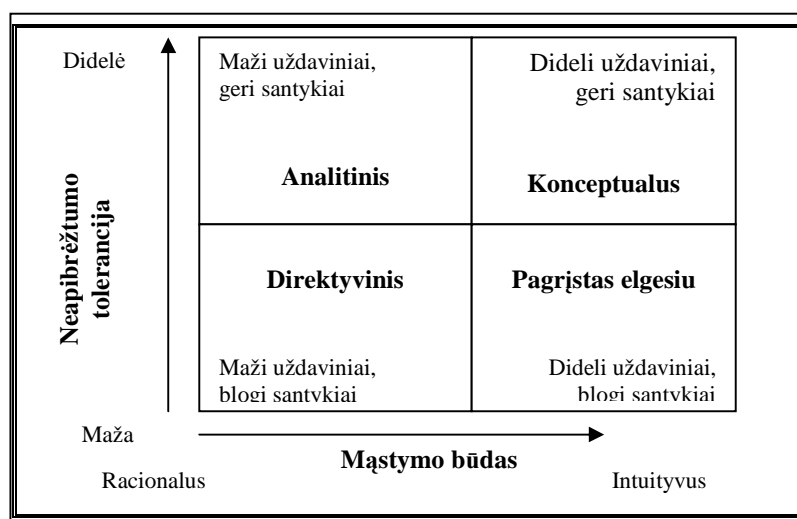 Didelė
Maži uždaviniai,
geri santykiai
Dideli uždaviniai,
geri santykiai
Analitinis
Konceptualus
Neapibrėžtumo
tolerancija
Direktyvinis
Pagrįstas elgesiu
Maži uždaviniai,
blogi santykiai
Dideli uždaviniai,
blogi santykiai
Maža
Mąstymo būdas
Racionalus
Intuityvus